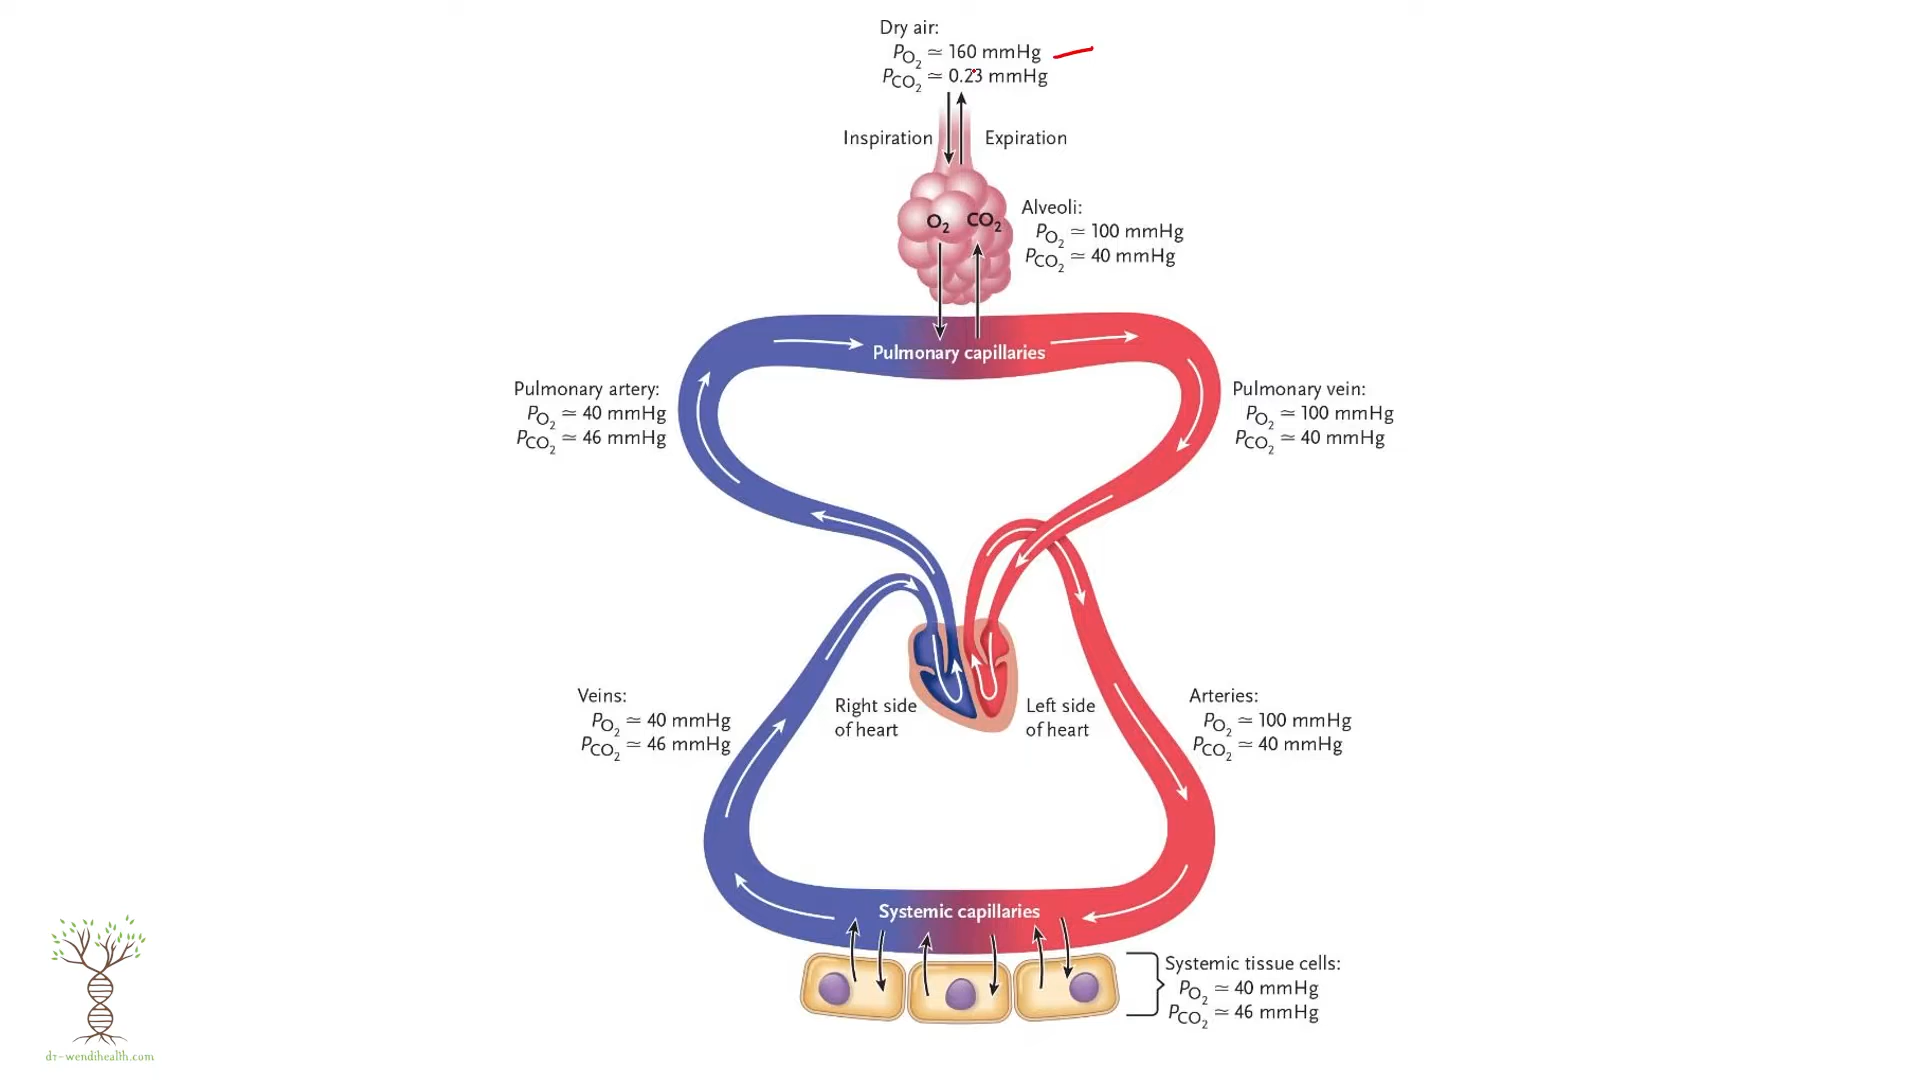 Dry air:
PO2 ≃ 160 mmHg
PCO2 ≃ 0.23 mmHg
Inspiration
Expiration
O2
CO2
Alveoli:
PO2 ≃ 100 mmHg
PCO2 ≃ 40 mmHg
Pulmonary capillaries
Pulmonary artery:
PO2 ≃ 40 mmHg
PCO2 ≃ 46 mmHg
Pulmonary vein:
PO2 ≃ 100 mmHg
PCO2 ≃ 40 mmHg
Veins:
PO2 ≃ 40 mmHg
PCO2 ≃ 46 mmHg
Right side
of heart
Left side
of heart
Arteries:
PO2 ≃ 100 mmHg
PCO2 ≃ 40 mmHg
Systemic capillaries
Systemic tissue cells:
PO2 ≃ 40 mmHg
PCO2 ≃ 46 mmHg
dr-wendihealth.com